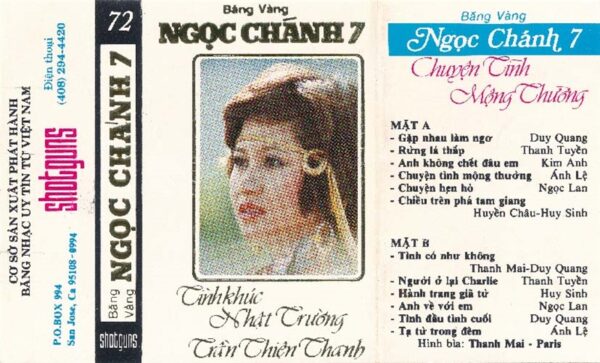 CƠ SỞ SẢN XUẤT PHÁT HÀNH
BĂNG NHẠC UY TÍN TỪ VIỆT NAM
Điện thoại
(408) 294-4420
shotguns
P.O.BOX 994
San Jose, Ca 95108-0994
72
NGỌC CHÁNH 7
Băng
Vàng
shotguns
Băng Vàng
NGỌC CHÁNH 7
Tình khúc
Nhật Trường
Trần Thiện Thanh
Băng Vàng
Ngọc Chánh 7
Chuyện Tình
Mộng Thường
MẶT A
- Gặp nhau làm ngơ Duy Quang
- Rừng lá thấp Thanh Tuyền
- Anh không chết đâu em Kim Anh
- Chuyện tình mộng thường Ánh Lệ
- Chuyện hẹn hò Ngọc Lan
- Chiều trên phá tam giang
Huyền Châu-Huy Sinh
MẶT B
- Tình có như không
Thanh Mai-Duy Quang
- Người ở lại Charlie Thanh Tuyền
- Hành trang giã từ Huy Sinh
- Anh về với em Ngọc Lan
- Tình đầu tình cuối Duy Quang
- Tạ từ trong đêm Ánh Lệ
Hình bìa: Thanh Mai - Paris